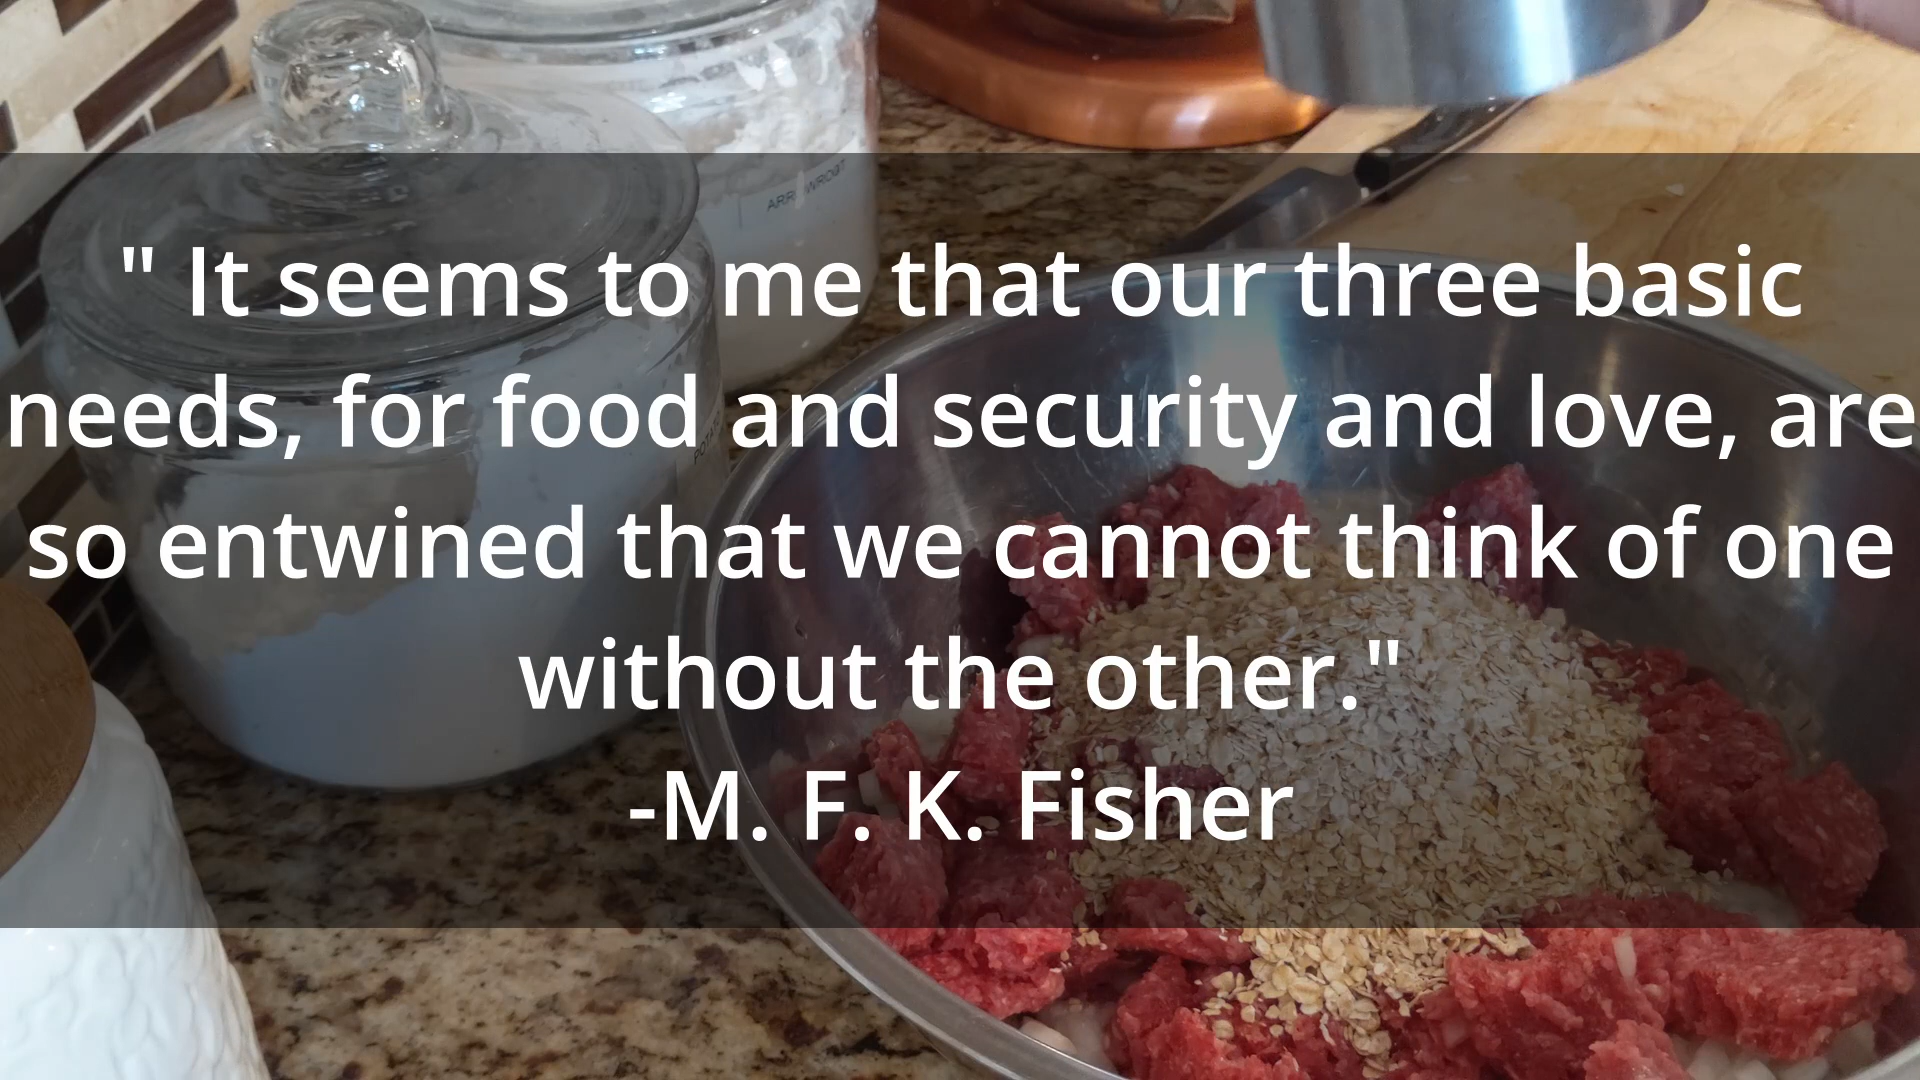 ARROWROOT
" It seems to me that our three basic
needs, for food and security and love, are
so entwined that we cannot think of one
without the other."
-M. F. K. Fisher